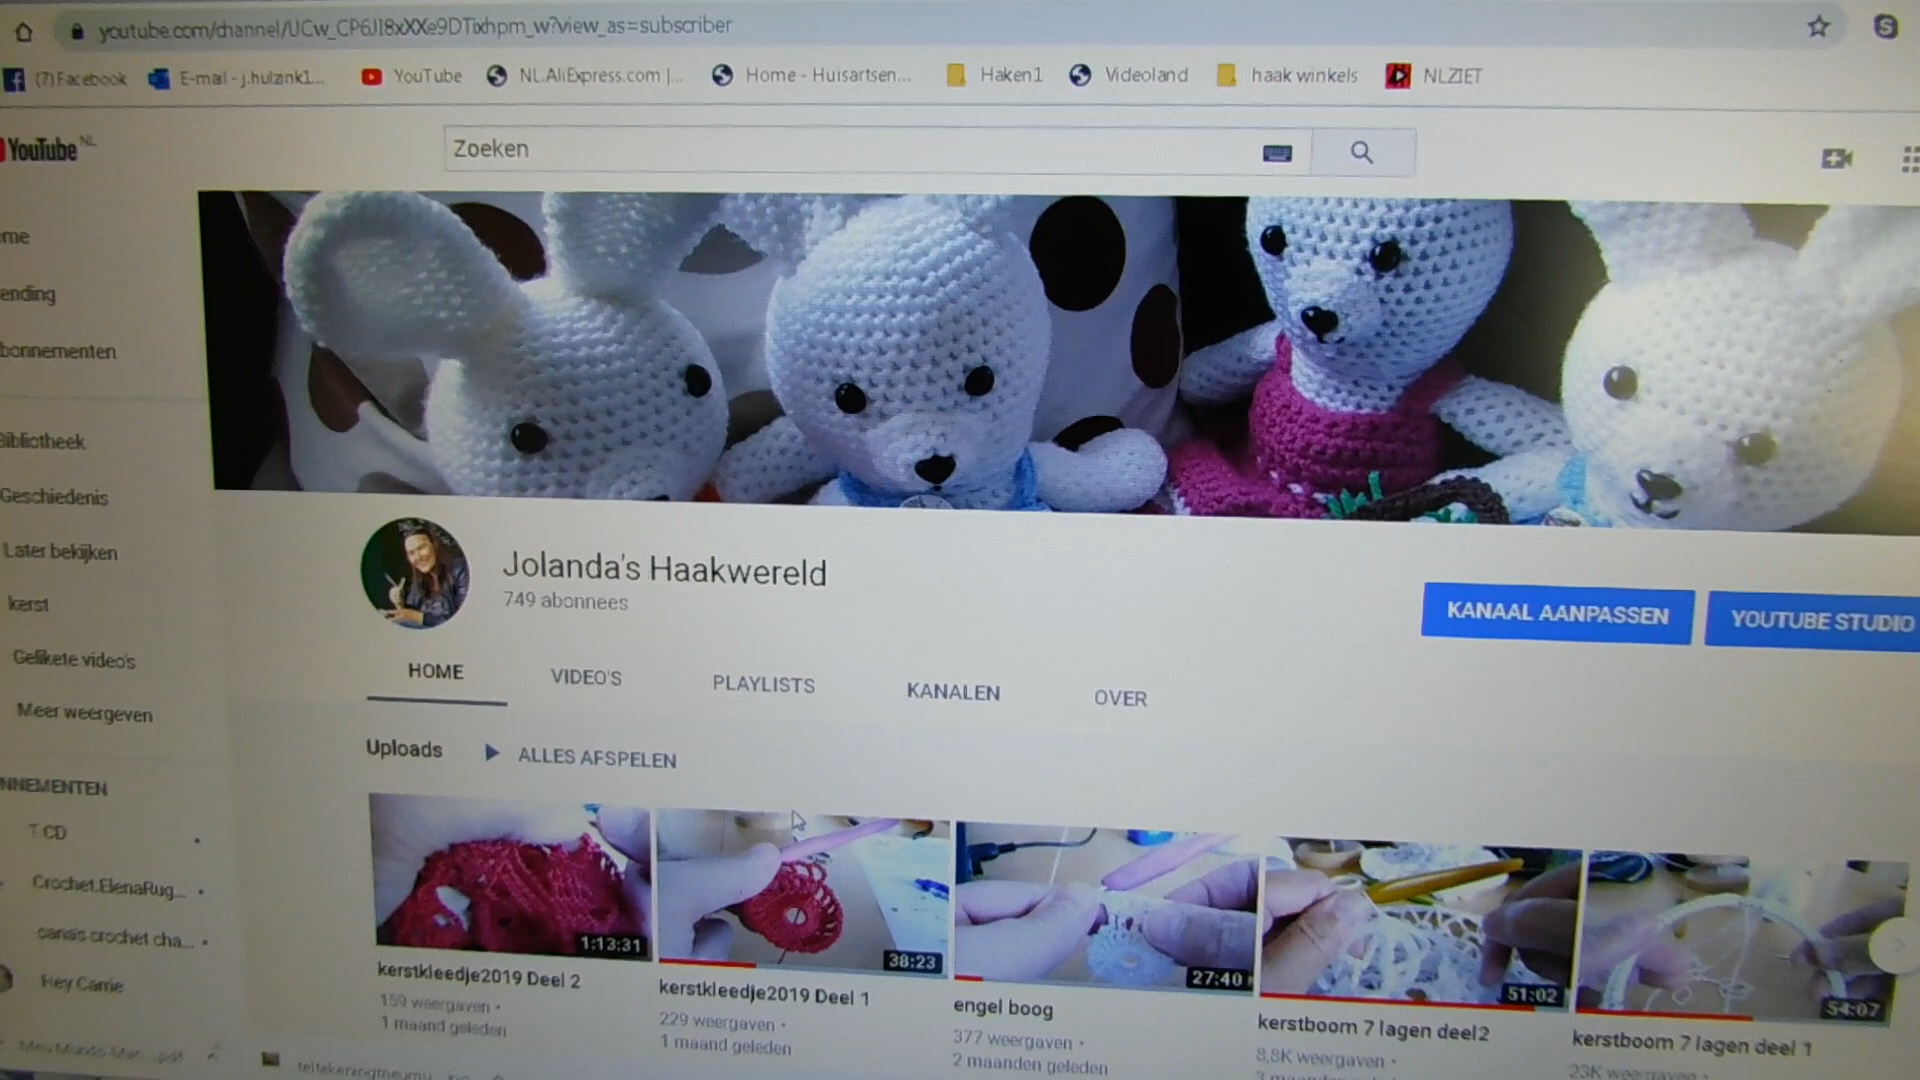 youtube.com/channel/UCw_CP6JI8xXXe9DTixhpm_w?view_as=subscriber
(7) Facebook
E-mail - j.hulzink1...
YouTube
NL.AliExpress.com |...
Home - Huisartsen...
Haken1
Videoland
haak winkels
NLZIET
YouTube NL
Zoeken
me
ending
bonnementen
Bibliotheek
Geschiedenis
Later bekijken
kerst
Gelikete video's
Meer weergeven
NNEMENTEN
T CD
Crochet.ElenaRug...
Hey Carrie
Jolanda's Haakwereld
749 abonnees
KANAAL AANPASSEN
YOUTUBE STUDIO
HOME
VIDEO'S
PLAYLISTS
KANALEN
OVER
Uploads
ALLES AFSPELEN
1:13:31
kerstkleedje2019 Deel 2
159 weergaven •
1 maand geleden
38:23
kerstkleedje2019 Deel 1
229 weergaven •
1 maand geleden
27:40
engel boog
377 weergaven •
2 maanden geleden
51:02
kerstboom 7 lagen deel2
8,8K weergaven •
54:07
kerstboom 7 lagen deel 1
23K weergaven •